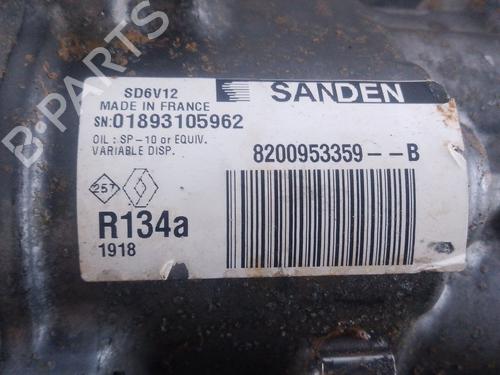 SD6V12
MADE IN FRANCE
SN:01893105962
OIL : SP-10 or EQUIV.
VARIABLE DISP.
SANDEN
8200953359--B
257
R134a
1918
B-PARTS